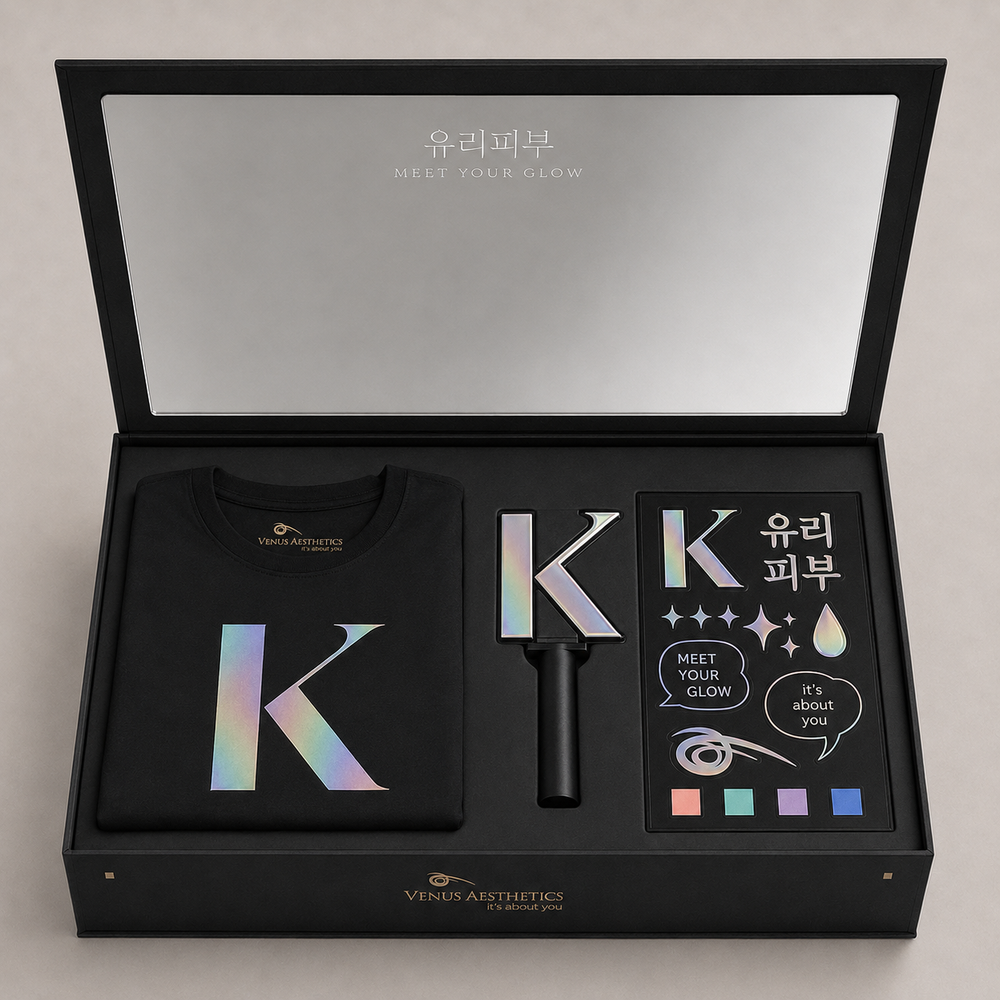 유리피부
MEET YOUR GLOW
VENUS AESTHETICS
it's about you
K
K
K
유리
피부
MEET
YOUR
GLOW
it's
about
you
VENUS AESTHETICS
it's about you